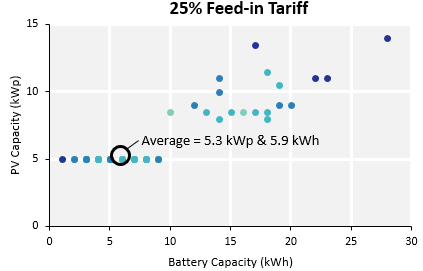 25% Feed-in Tariff
15
10
5
0
PV Capacity (kWp)
Average = 5.3 kWp & 5.9 kWh
0 5 10 15 20 25 30
Battery Capacity (kWh)